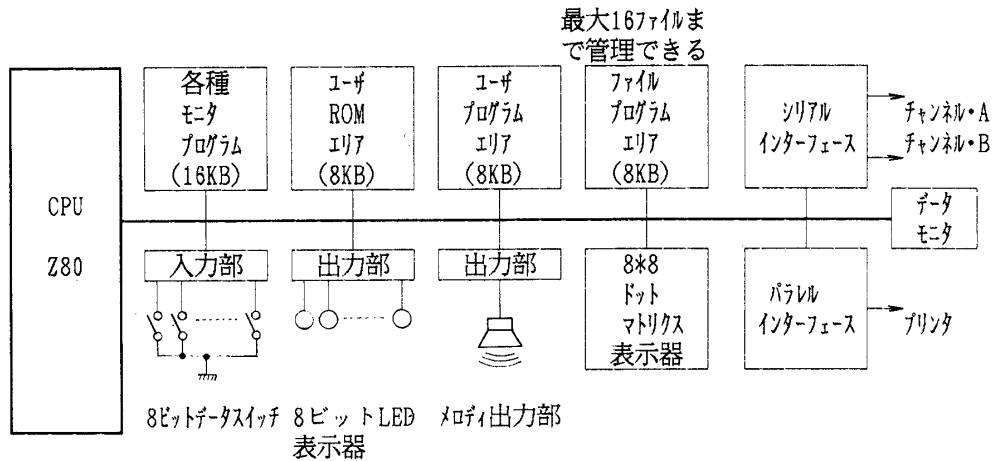 最大16ファイルま
で管理できる
CPU
Z80
各種
モニタ
プログラム
(16KB)
ユーザ
ROM
エリア
(8KB)
ユーザ
プログラム
エリア
(8KB)
ファイル
プログラム
エリア
(8KB)
シリアル
インターフェース
チャンネル・A
チャンネル・B
データ
モニタ
入力部
出力部
出力部
8*8
ドット
マトリクス
表示器
パラレル
インターフェース
プリンタ
8ビットデータスイッチ
8ビットLED
表示器
メロディ出力部